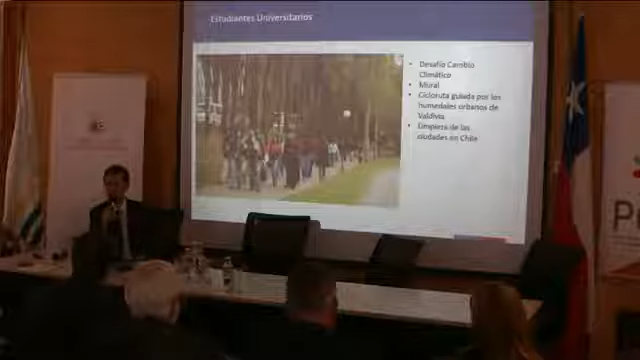 Estudiantes Universitarios
• Desafío Cambio
Climático
• Mural
• Cicloruta guiada por los
humedales urbanos de
Valdivia
• Limpieza de las
ciudades en Chile